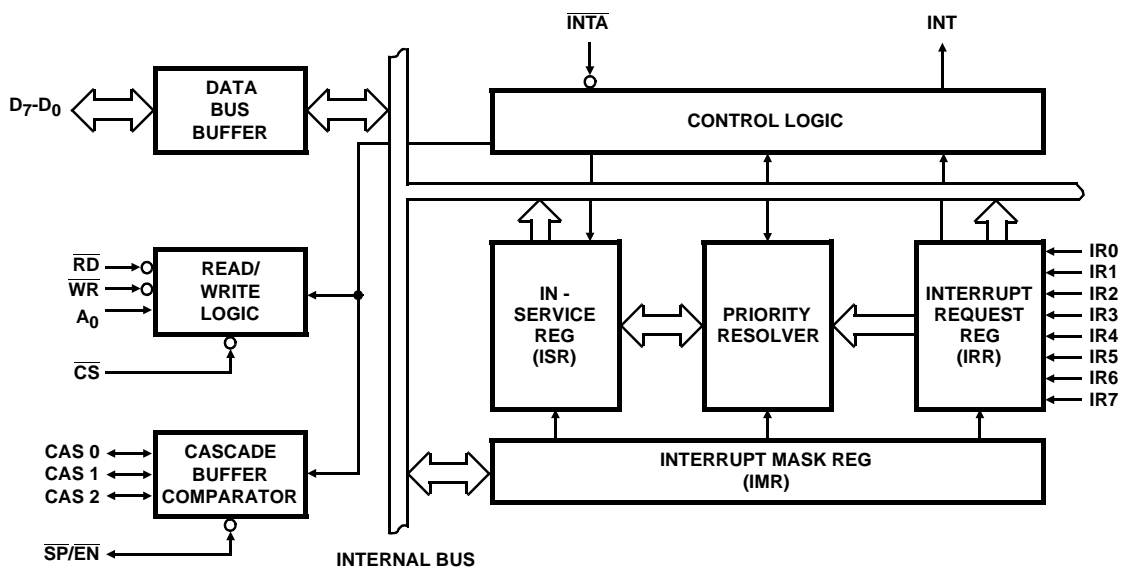 INTA
INT
D7-D0
DATA
BUS
BUFFER
CONTROL LOGIC
RD
WR
A0
CS
READ/
WRITE
LOGIC
IN -
SERVICE
REG
(ISR)
PRIORITY
RESOLVER
INTERRUPT
REQUEST
REG
(IRR)
IR0
IR1
IR2
IR3
IR4
IR5
IR6
IR7
CAS 0
CAS 1
CAS 2
CASCADE
BUFFER
COMPARATOR
INTERRUPT MASK REG
(IMR)
SP/EN
INTERNAL BUS